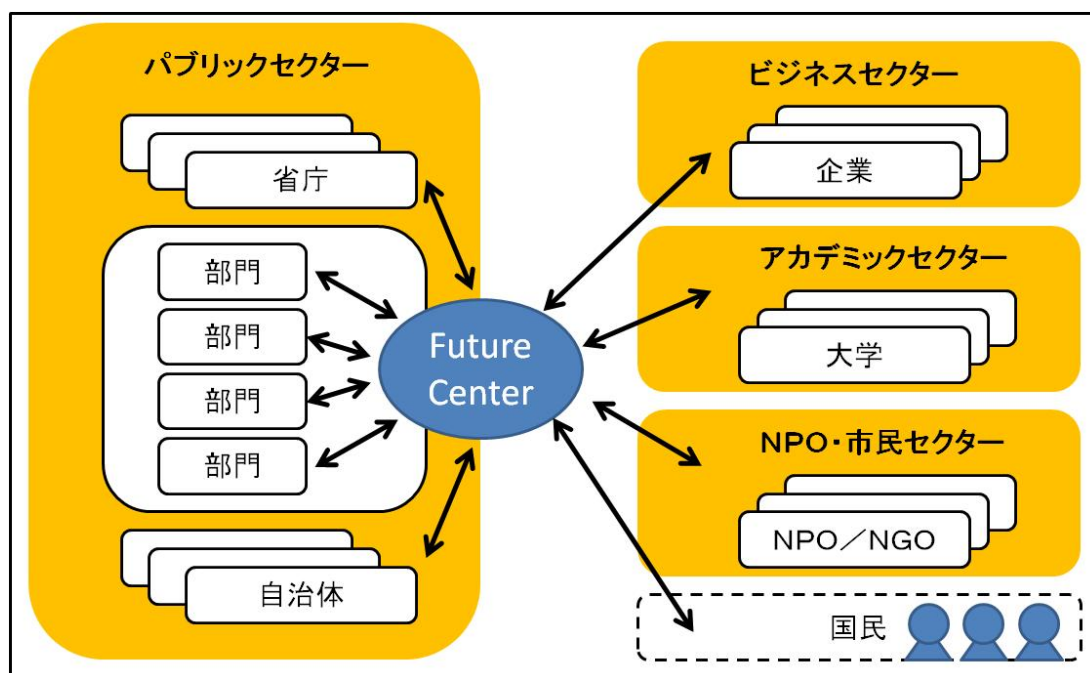 パブリックセクター
省庁
部門
部門
部門
部門
自治体
Future
Center
ビジネスセクター
企業
アカデミックセクター
大学
NPO・市民セクター
NPO／NGO
国民